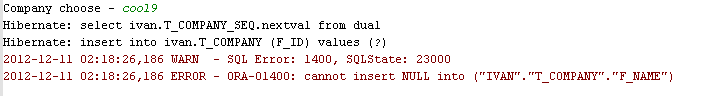 Company choose - cool9
Hibernate: select ivan.T_COMPANY_SEQ.nextval from dual
Hibernate: insert into ivan.T_COMPANY (F_ID) values (?)
2012-12-11 02:18:26,186 WARN  - SQL Error: 1400, SQLState: 23000
2012-12-11 02:18:26,186 ERROR - ORA-01400: cannot insert NULL into ("IVAN"."T_COMPANY"."F_NAME")